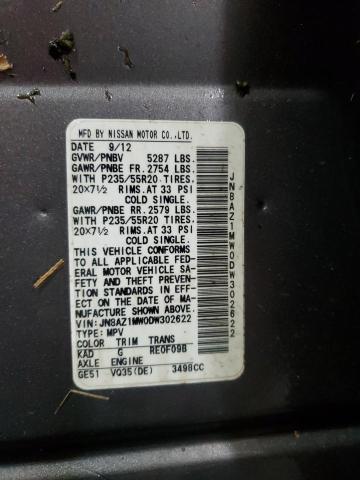 MFD BY NISSAN MOTOR CO.,LTD.
DATE 9/12
GVWR/PNBV 5287 LBS.
GAWR/PNBE FR. 2754 LBS.
WITH P235/55R20 TIRES.
20X7½ RIMS. AT 33 PSI
COLD SINGLE.
GAWR/PNBE RR. 2579 LBS.
WITH P235/55R20 TIRES.
20X7½ RIMS. AT 33 PSI
COLD SINGLE.
THIS VEHICLE CONFORMS
TO ALL APPLICABLE FED-
ERAL MOTOR VEHICLE SA-
FETY AND THEFT PREVEN-
TION STANDARDS IN EFF-
ECT ON THE DATE OF MA-
NUFACTURE SHOWN ABOVE.
VIN: JN8AZ1MW0DW302622
TYPE: MPV
COLOR TRIM TRANS
KAD G RE0F09B
AXLE ENGINE
GE51 VQ35(DE) 3498CC
JN8AZ1MW0DW302622